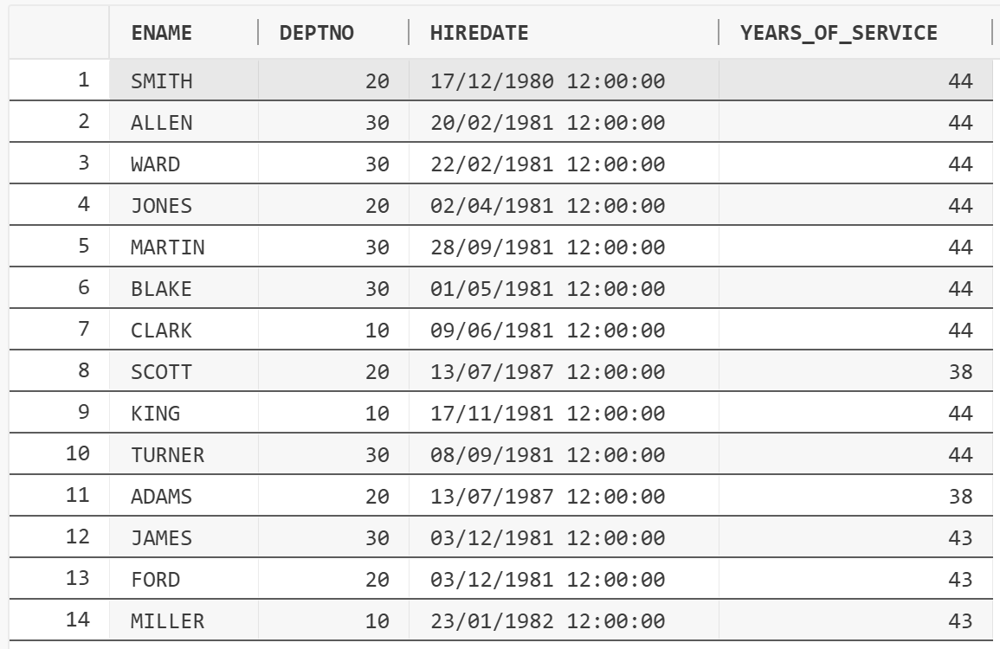 ENAME DEPTNO HIREDATE YEARS_OF_SERVICE
1 SMITH 20 17/12/1980 12:00:00 44
2 ALLEN 30 20/02/1981 12:00:00 44
3 WARD 30 22/02/1981 12:00:00 44
4 JONES 20 02/04/1981 12:00:00 44
5 MARTIN 30 28/09/1981 12:00:00 44
6 BLAKE 30 01/05/1981 12:00:00 44
7 CLARK 10 09/06/1981 12:00:00 44
8 SCOTT 20 13/07/1987 12:00:00 38
9 KING 10 17/11/1981 12:00:00 44
10 TURNER 30 08/09/1981 12:00:00 44
11 ADAMS 20 13/07/1987 12:00:00 38
12 JAMES 30 03/12/1981 12:00:00 43
13 FORD 20 03/12/1981 12:00:00 43
14 MILLER 10 23/01/1982 12:00:00 43